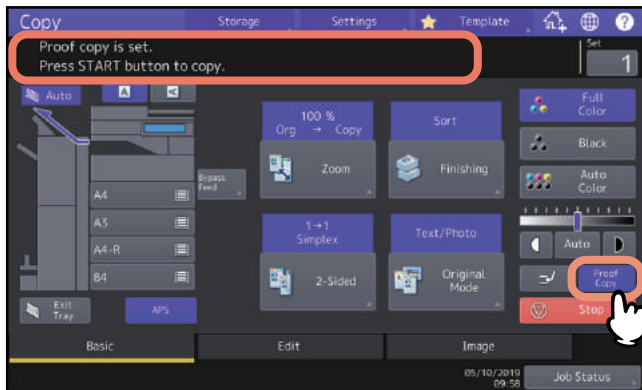 Copy
Storage
Settings
Template
?
Proof copy is set.
Press START button to copy.
Set
1
Auto
A
A
100 %
Org → Copy
Sort
Full
Color
Black
Bypass
Feed
Zoom
Finishing
Auto
Color
A4
A3
A4-R
B4
1→1
Simplex
Text/Photo
Auto
2-Sided
Original
Mode
Proof
Copy
Exit
Tray
APS
Stop
Basic
Edit
Image
05/10/2019
09:58
Job Status